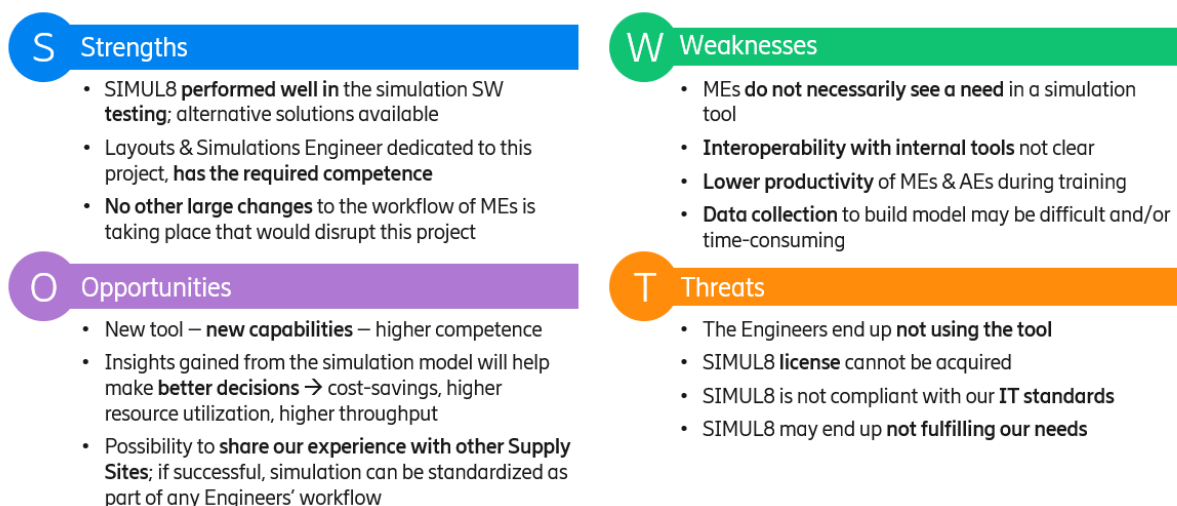 S Strengths
• SIMUL8 performed well in the simulation SW
testing; alternative solutions available
• Layouts & Simulations Engineer dedicated to this
project, has the required competence
• No other large changes to the workflow of MEs is
taking place that would disrupt this project
W Weaknesses
• MEs do not necessarily see a need in a simulation
tool
• Interoperability with internal tools not clear
• Lower productivity of MEs & AEs during training
• Data collection to build model may be difficult and/or
time-consuming
O Opportunities
• New tool – new capabilities – higher competence
• Insights gained from the simulation model will help
make better decisions → cost-savings, higher
resource utilization, higher throughput
• Possibility to share our experience with other Supply
Sites; if successful, simulation can be standardized as
part of any Engineers’ workflow
T Threats
• The Engineers end up not using the tool
• SIMUL8 license cannot be acquired
• SIMUL8 is not compliant with our IT standards
• SIMUL8 may end up not fulfilling our needs